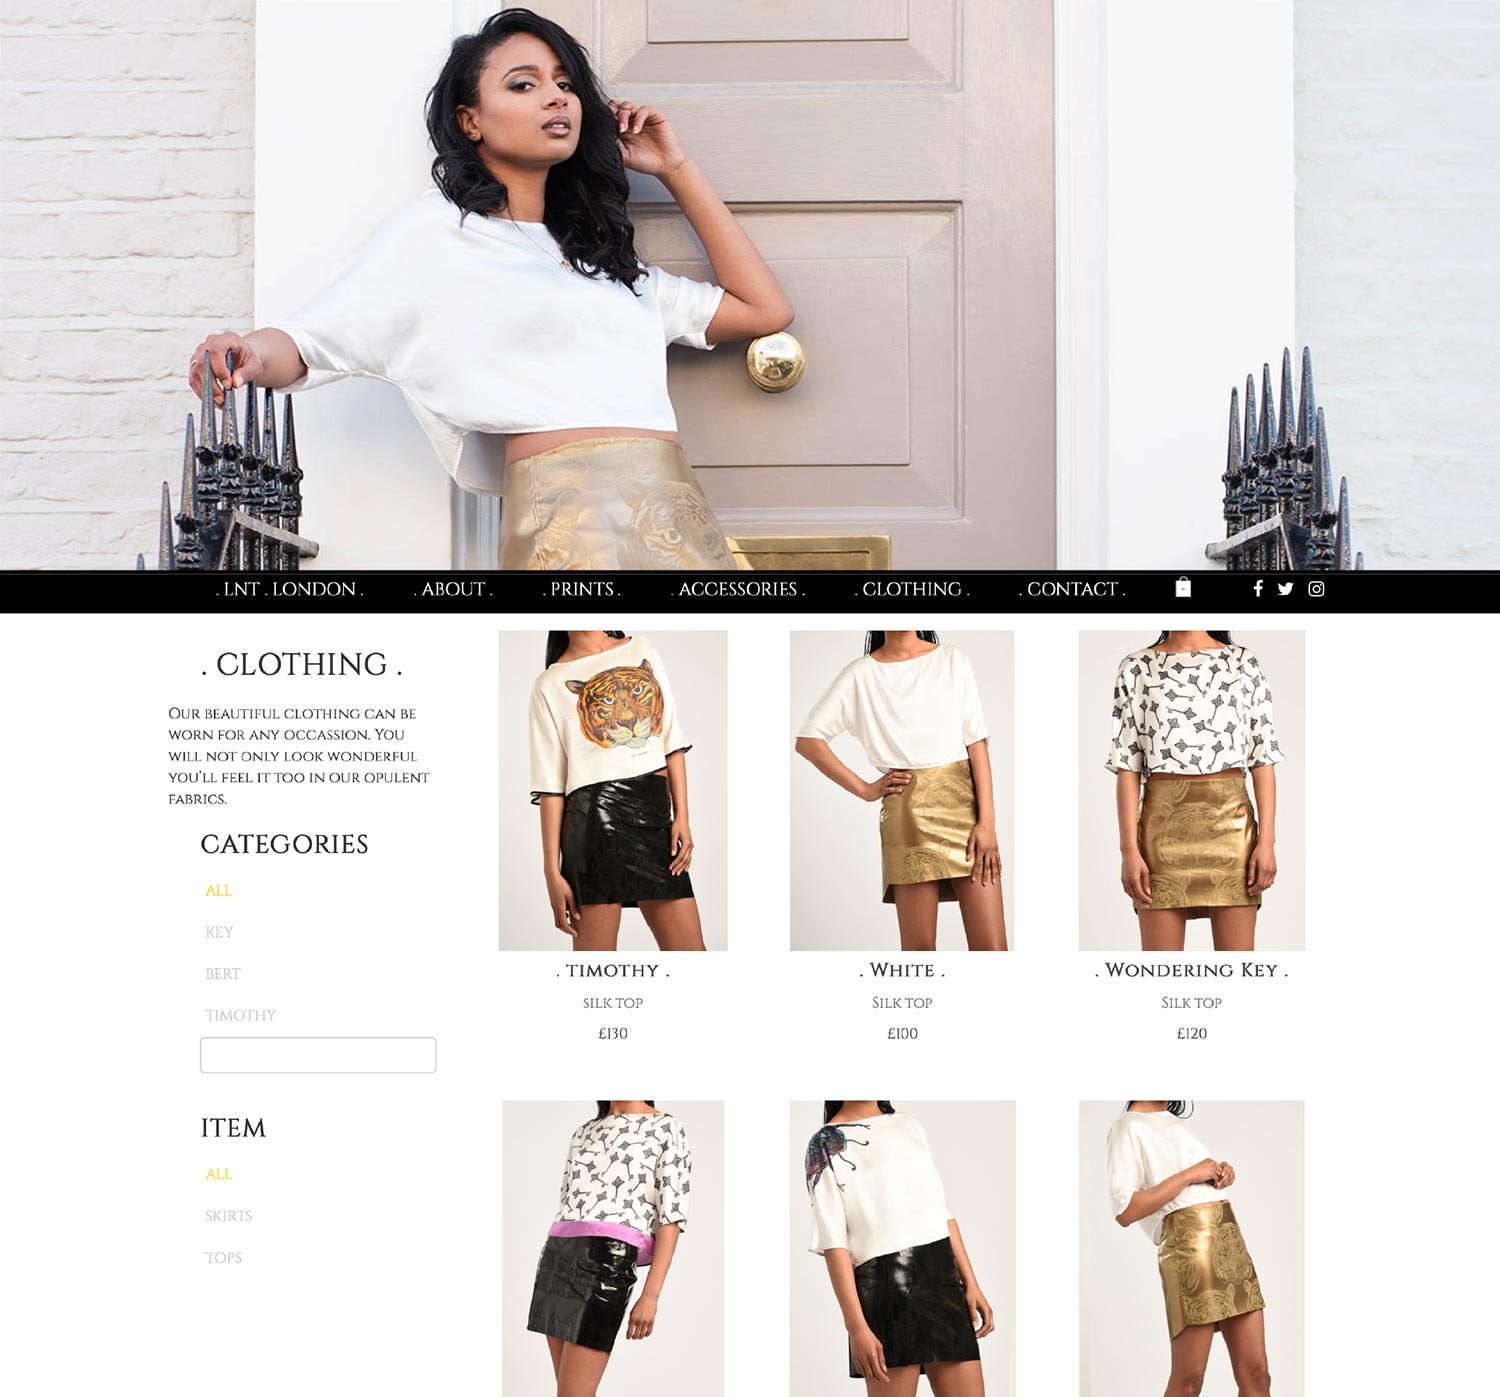 . LNT . LONDON .
. ABOUT .
. PRINTS .
. ACCESSORIES .
. CLOTHING .
. CONTACT .
. CLOTHING .
Our beautiful clothing can be
worn for any occassion. You
will not only look wonderful
you'll feel it too in our opulent
fabrics.
CATEGORIES
ALL
KEY
BERT
TIMOTHY
ITEM
ALL
SKIRTS
TOPS
. timothy .
silk top
£130
. White .
Silk top
£100
. Wondering Key .
Silk top
£120